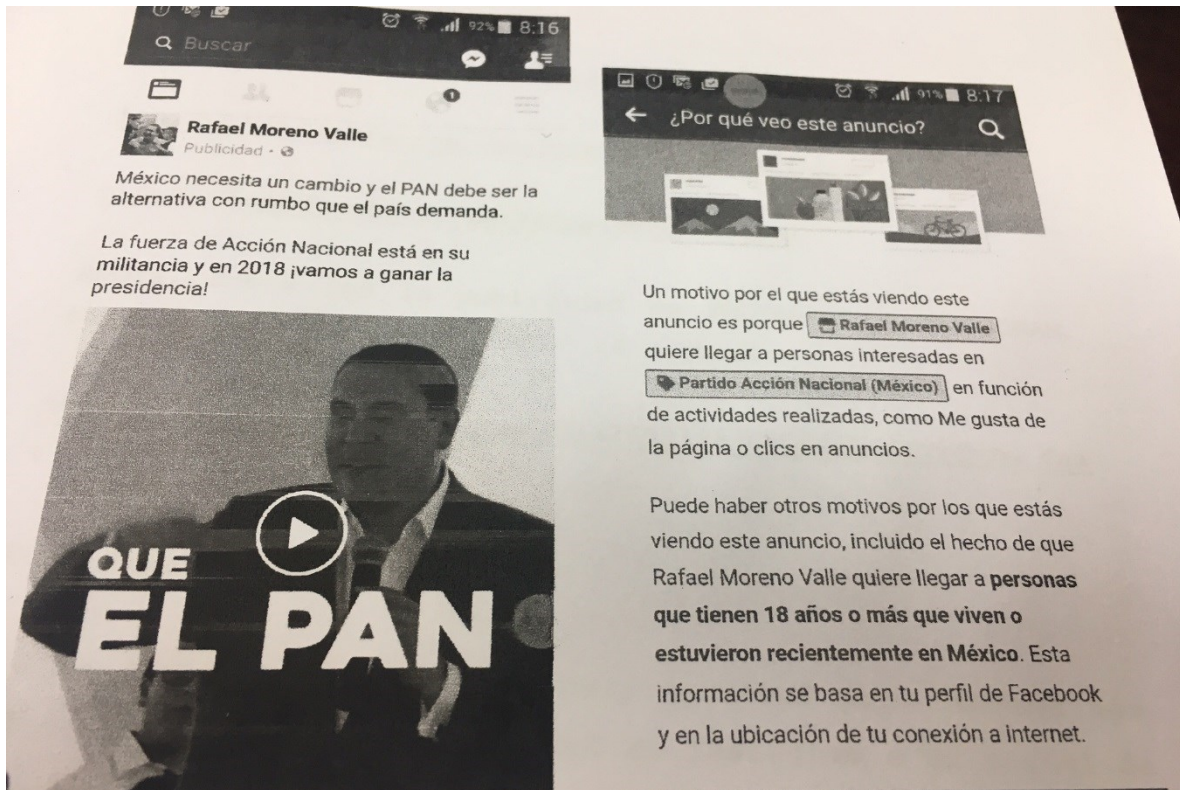 92% 8:16
Buscar
1
Rafael Moreno Valle
Publicidad •
México necesita un cambio y el PAN debe ser la
alternativa con rumbo que el país demanda.
La fuerza de Acción Nacional está en su
militancia y en 2018 ¡vamos a ganar la
presidencia!
QUE
EL PAN
91% 8:17
¿Por qué veo este anuncio?
Un motivo por el que estás viendo este
anuncio es porque Rafael Moreno Valle
quiere llegar a personas interesadas en
Partido Acción Nacional (México) en función
de actividades realizadas, como Me gusta de
la página o clics en anuncios.
Puede haber otros motivos por los que estás
viendo este anuncio, incluido el hecho de que
Rafael Moreno Valle quiere llegar a personas
que tienen 18 años o más que viven o
estuvieron recientemente en México. Esta
información se basa en tu perfil de Facebook
y en la ubicación de tu conexión a internet.